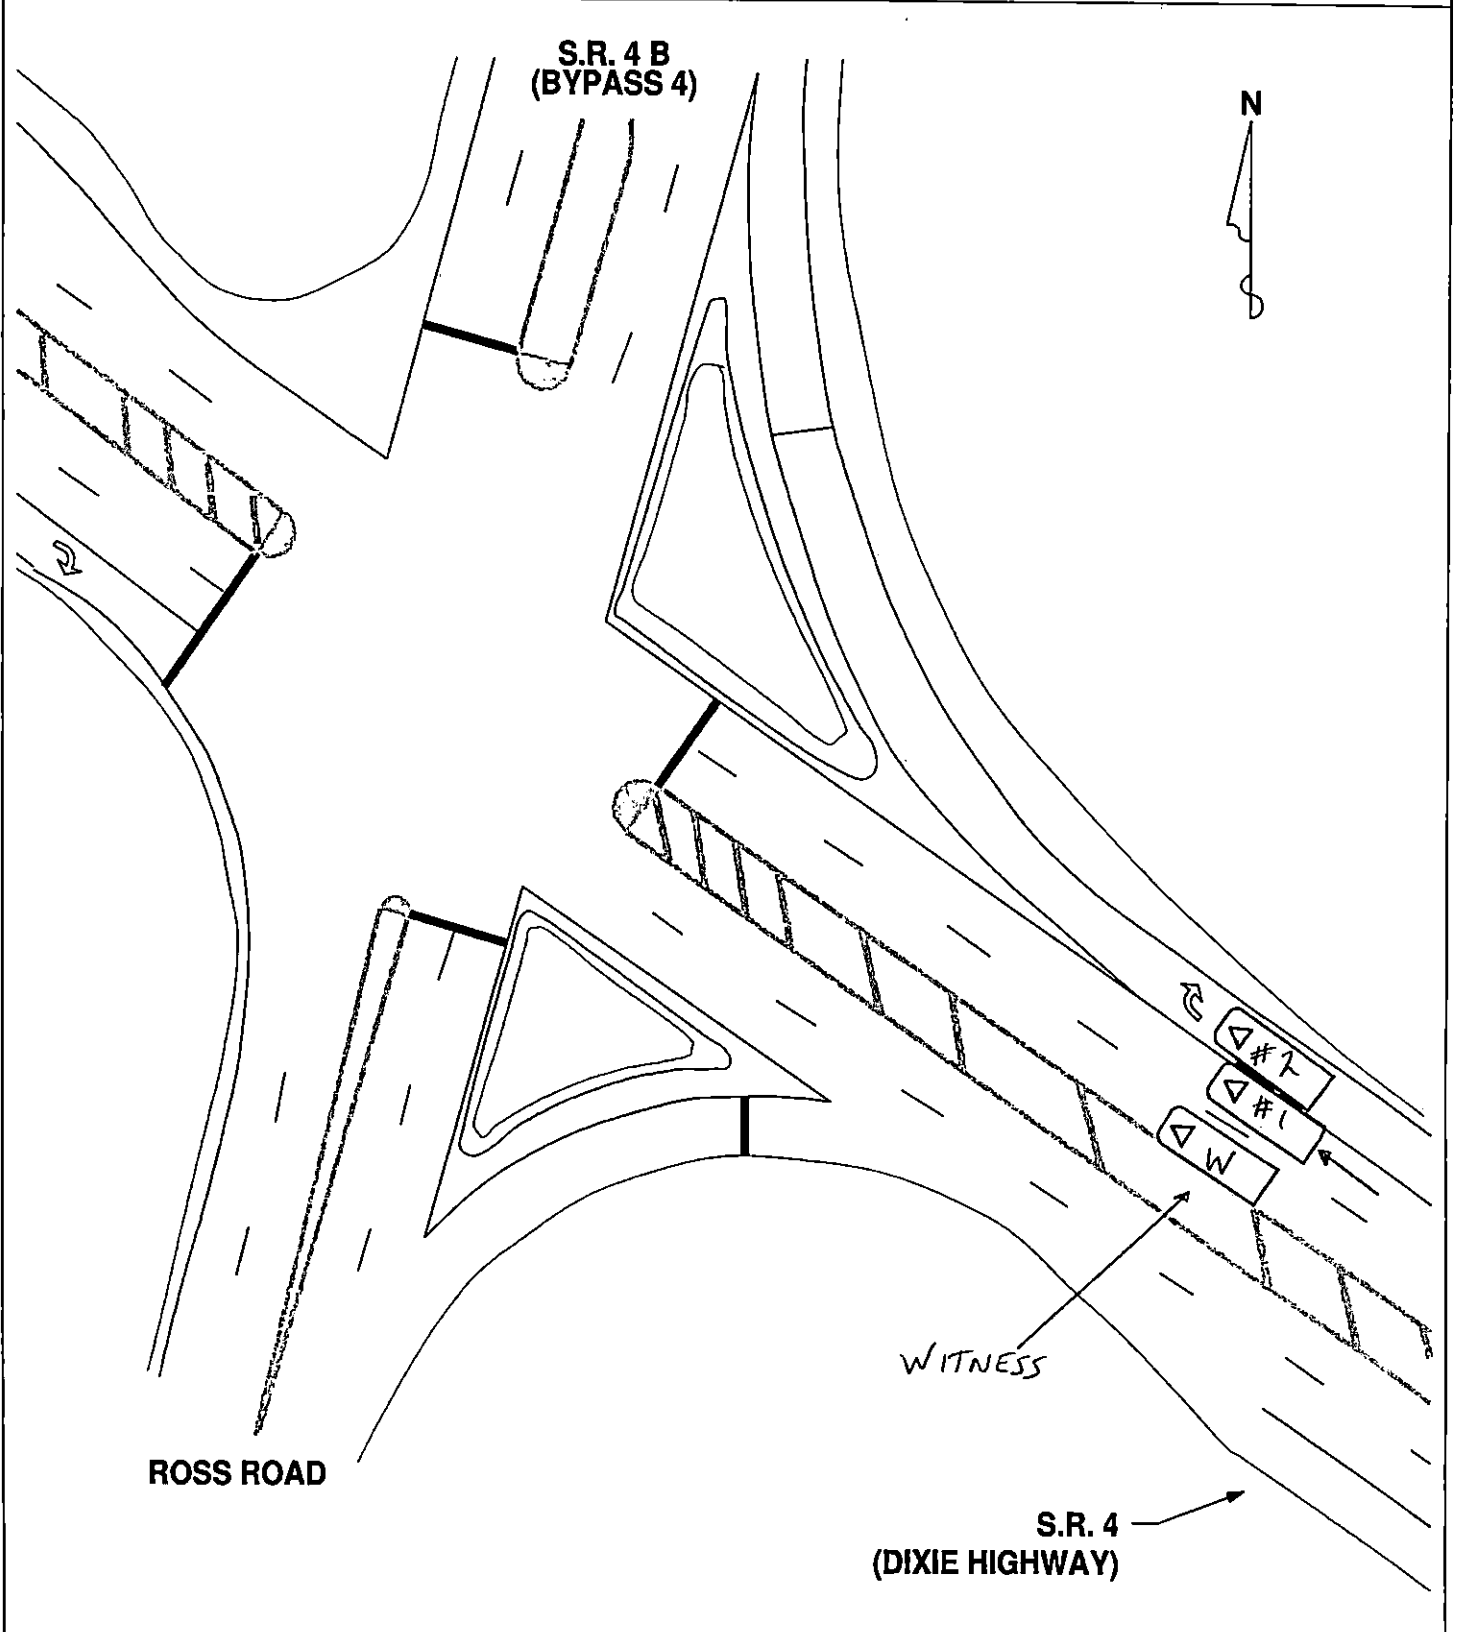 S.R. 4 B
(BYPASS 4)
N
#2
#1
W
WITNESS
ROSS ROAD
S.R. 4
(DIXIE HIGHWAY)